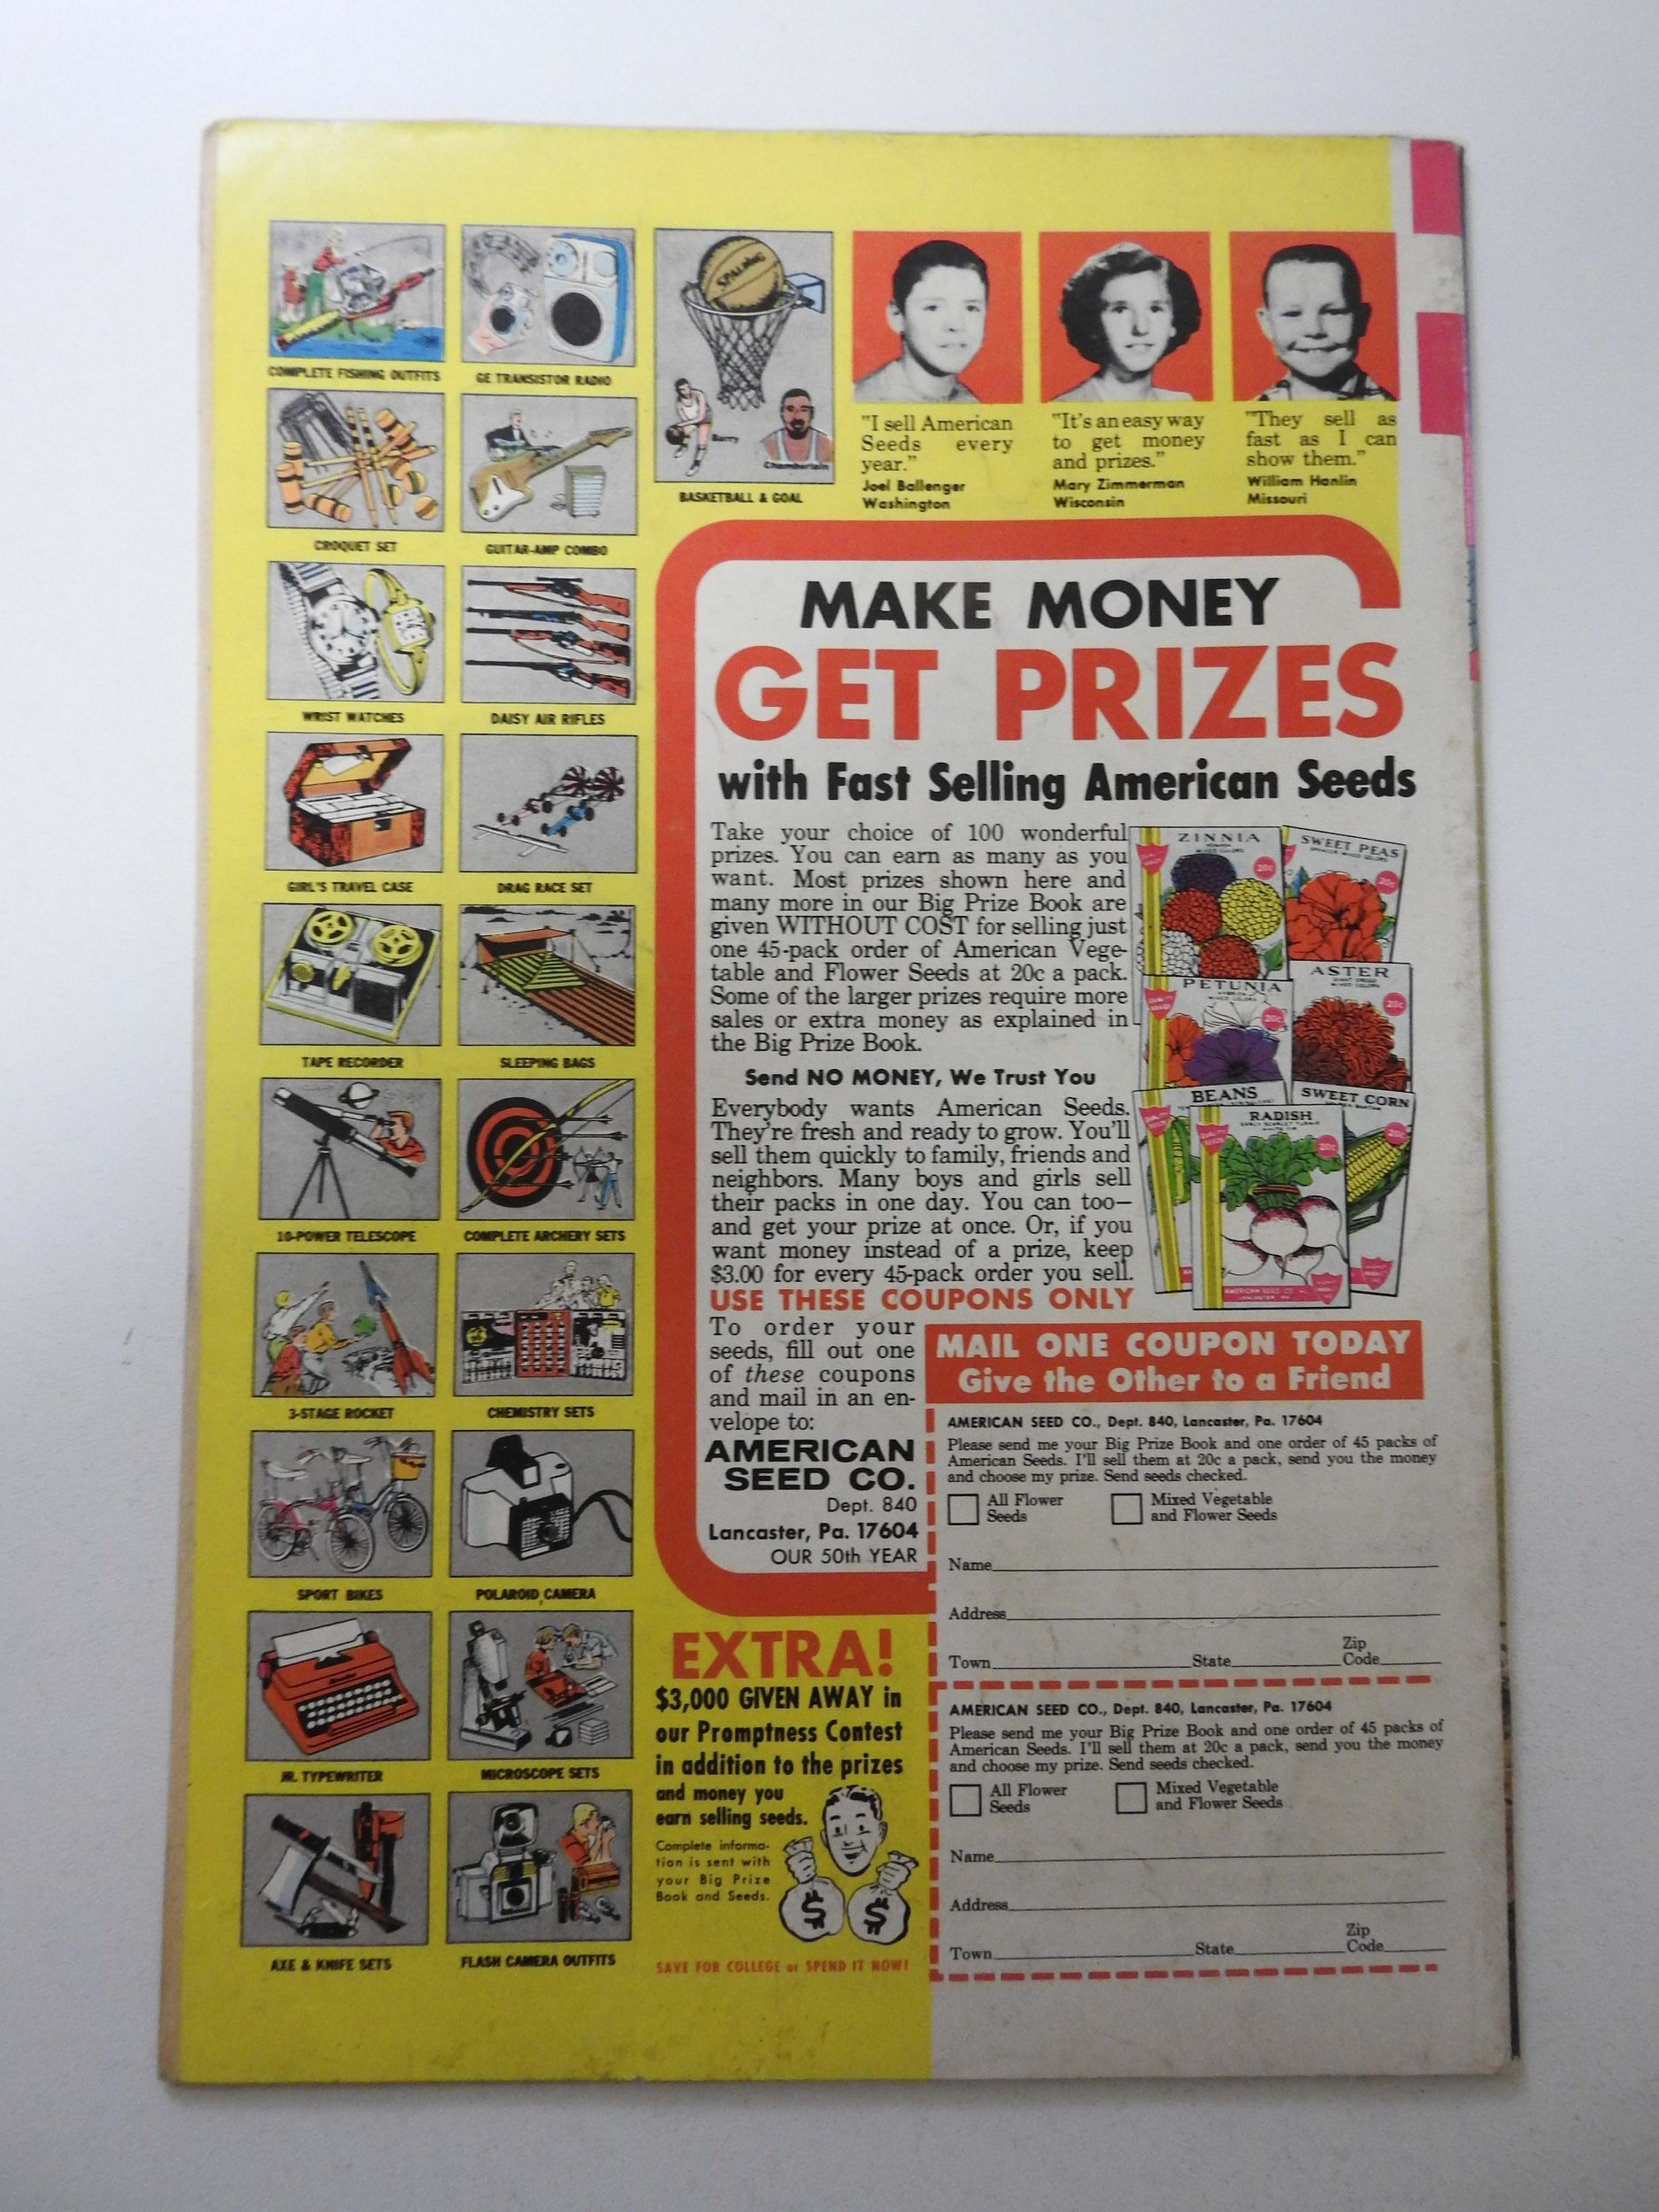 COMPLETE FISHING OUTFITS
GE TRANSISTOR RADIO
CROQUET SET
GUITAR-AMP COMBO
WRIST WATCHES
DAISY AIR RIFLES
GIRL'S TRAVEL CASE
DRAG RACE SET
TAPE RECORDER
SLEEPING BAGS
10-POWER TELESCOPE
COMPLETE ARCHERY SETS
3-STAGE ROCKET
CHEMISTRY SETS
SPORT BIKES
POLAROID CAMERA
JR. TYPEWRITER
MICROSCOPE SETS
AXE & KNIFE SETS
FLASH CAMERA OUTFITS
SPALDING
Barry
Chamberlain
BASKETBALL & GOAL
"I sell American
Seeds every
year."
Joel Ballenger
Washington
"It's an easy way
to get money
and prizes."
Mary Zimmerman
Wisconsin
"They sell as
fast as I can
show them."
William Hanlin
Missouri
MAKE MONEY
GET PRIZES
with Fast Selling American Seeds
Take your choice of 100 wonderful
prizes. You can earn as many as you
want. Most prizes shown here and
many more in our Big Prize Book are
given WITHOUT COST for selling just
one 45-pack order of American Vege-
table and Flower Seeds at 20c a pack.
Some of the larger prizes require more
sales or extra money as explained in
the Big Prize Book.
Send NO MONEY, We Trust You
Everybody wants American Seeds.
They're fresh and ready to grow. You'll
sell them quickly to family, friends and
neighbors. Many boys and girls sell
their packs in one day. You can too—
and get your prize at once. Or, if you
want money instead of a prize, keep
$3.00 for every 45-pack order you sell.
USE THESE COUPONS ONLY
To order your
seeds, fill out one
of these coupons
and mail in an en-
velope to:
AMERICAN
SEED CO.
Dept. 840
Lancaster, Pa. 17604
OUR 50th YEAR
ZINNIA
MIXED COLORS
20c
SWEET PEAS
20c
PETUNIA
MIXED COLORS
20c
ASTER
MIXED COLORS
20c
BEANS
SWEET CORN
20c
RADISH
20c
AMERICAN SEED CO.
MAIL ONE COUPON TODAY
Give the Other to a Friend
AMERICAN SEED CO., Dept. 840, Lancaster, Pa. 17604
Please send me your Big Prize Book and one order of 45 packs of
American Seeds. I'll sell them at 20c a pack, send you the money
and choose my prize. Send seeds checked.
All Flower
Seeds
Mixed Vegetable
and Flower Seeds
Name
Address
Town State Zip
Code
AMERICAN SEED CO., Dept. 840, Lancaster, Pa. 17604
Please send me your Big Prize Book and one order of 45 packs of
American Seeds. I'll sell them at 20c a pack, send you the money
and choose my prize. Send seeds checked.
All Flower
Seeds
Mixed Vegetable
and Flower Seeds
Name
Address
Town State Zip
Code
EXTRA!
$3,000 GIVEN AWAY in
our Promptness Contest
in addition to the prizes
and money you
earn selling seeds.
Complete informa-
tion is sent with
your Big Prize
Book and Seeds.
$ $
SAVE FOR COLLEGE or SPEND IT NOW!